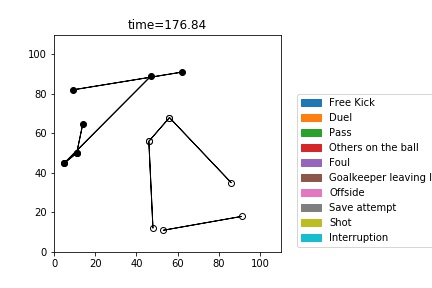 time=176.84
100
80
60
40
20
0
0 20 40 60 80 100
Free Kick
Duel
Pass
Others on the ball
Foul
Goalkeeper leaving l
Offside
Save attempt
Shot
Interruption